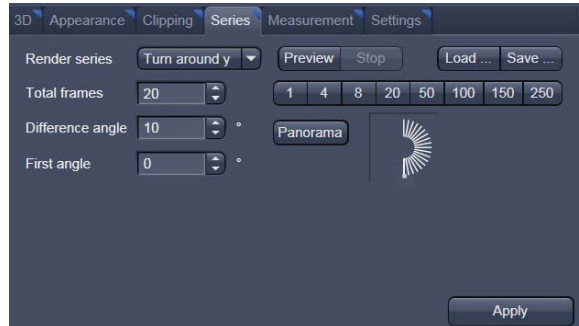 3D Appearance Clipping Series Measurement Settings
Render series Turn around y Preview Stop Load ... Save ...
Total frames 20 1 4 8 20 50 100 150 250
Difference angle 10 ° Panorama
First angle 0 °
Apply